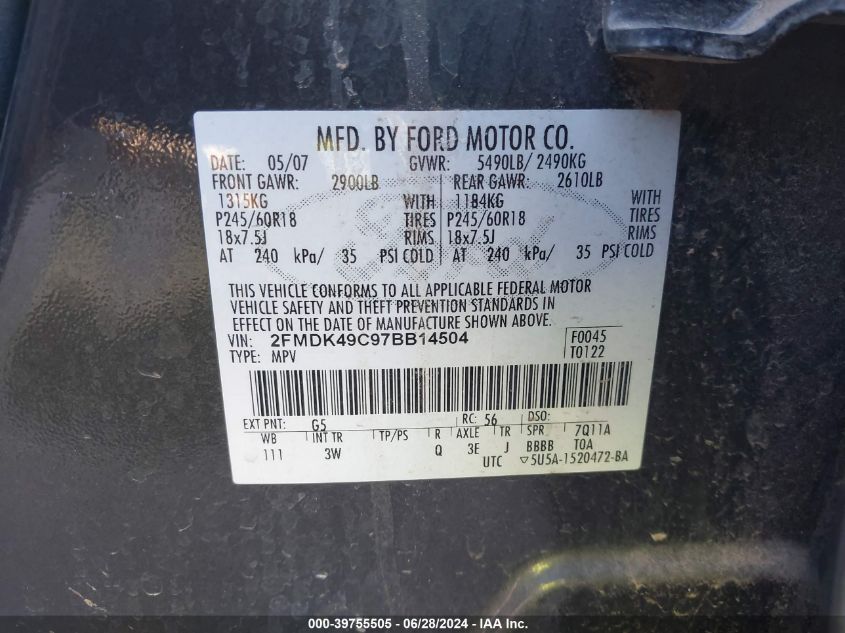 MFD. BY FORD MOTOR CO.
DATE: 05/07 GVWR: 5490LB/ 2490KG
FRONT GAWR: 2900LB REAR GAWR: 2610LB
1315KG WITH 1184KG WITH
P245/60R18 TIRES P245/60R18 TIRES
18x7.5J RIMS 18x7.5J RIMS
AT 240 kPa/ 35 PSI COLD AT 240 kPa/ 35 PSI COLD
THIS VEHICLE CONFORMS TO ALL APPLICABLE FEDERAL MOTOR
VEHICLE SAFETY AND THEFT PREVENTION STANDARDS IN
EFFECT ON THE DATE OF MANUFACTURE SHOWN ABOVE.
VIN: 2FMDK49C97BB14504 F0045
TYPE: MPV T0122
EXT PNT: G5 RC: 56 DSO:
WB INT TR TP/PS R AXLE TR SPR 7Q11A
111 3W Q 3E J BBBB T0A
UTC ▽5U5A-1520472-BA
000-39755505 - 06/28/2024 - IAA Inc.